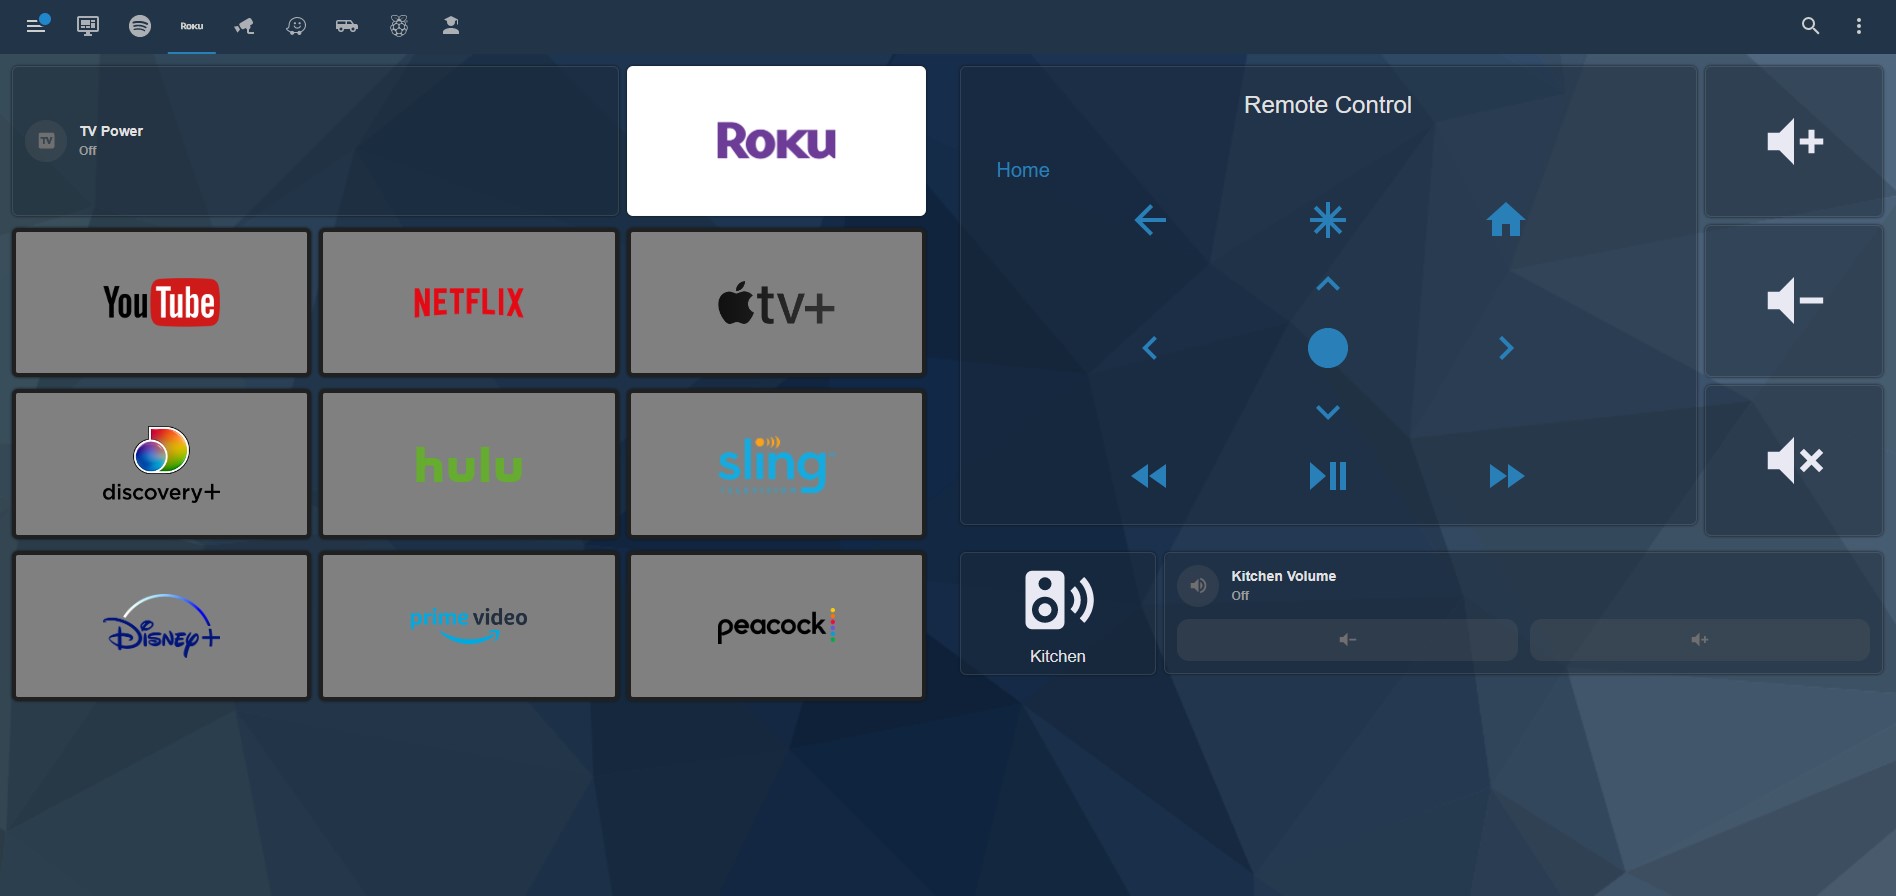 Roku
TV
TV Power
Off
Roku
YouTube
NETFLIX
tv+
discovery+
hulu
sling
Disney+
prime video
peacock
Remote Control
Home
Kitchen
Kitchen Volume
Off